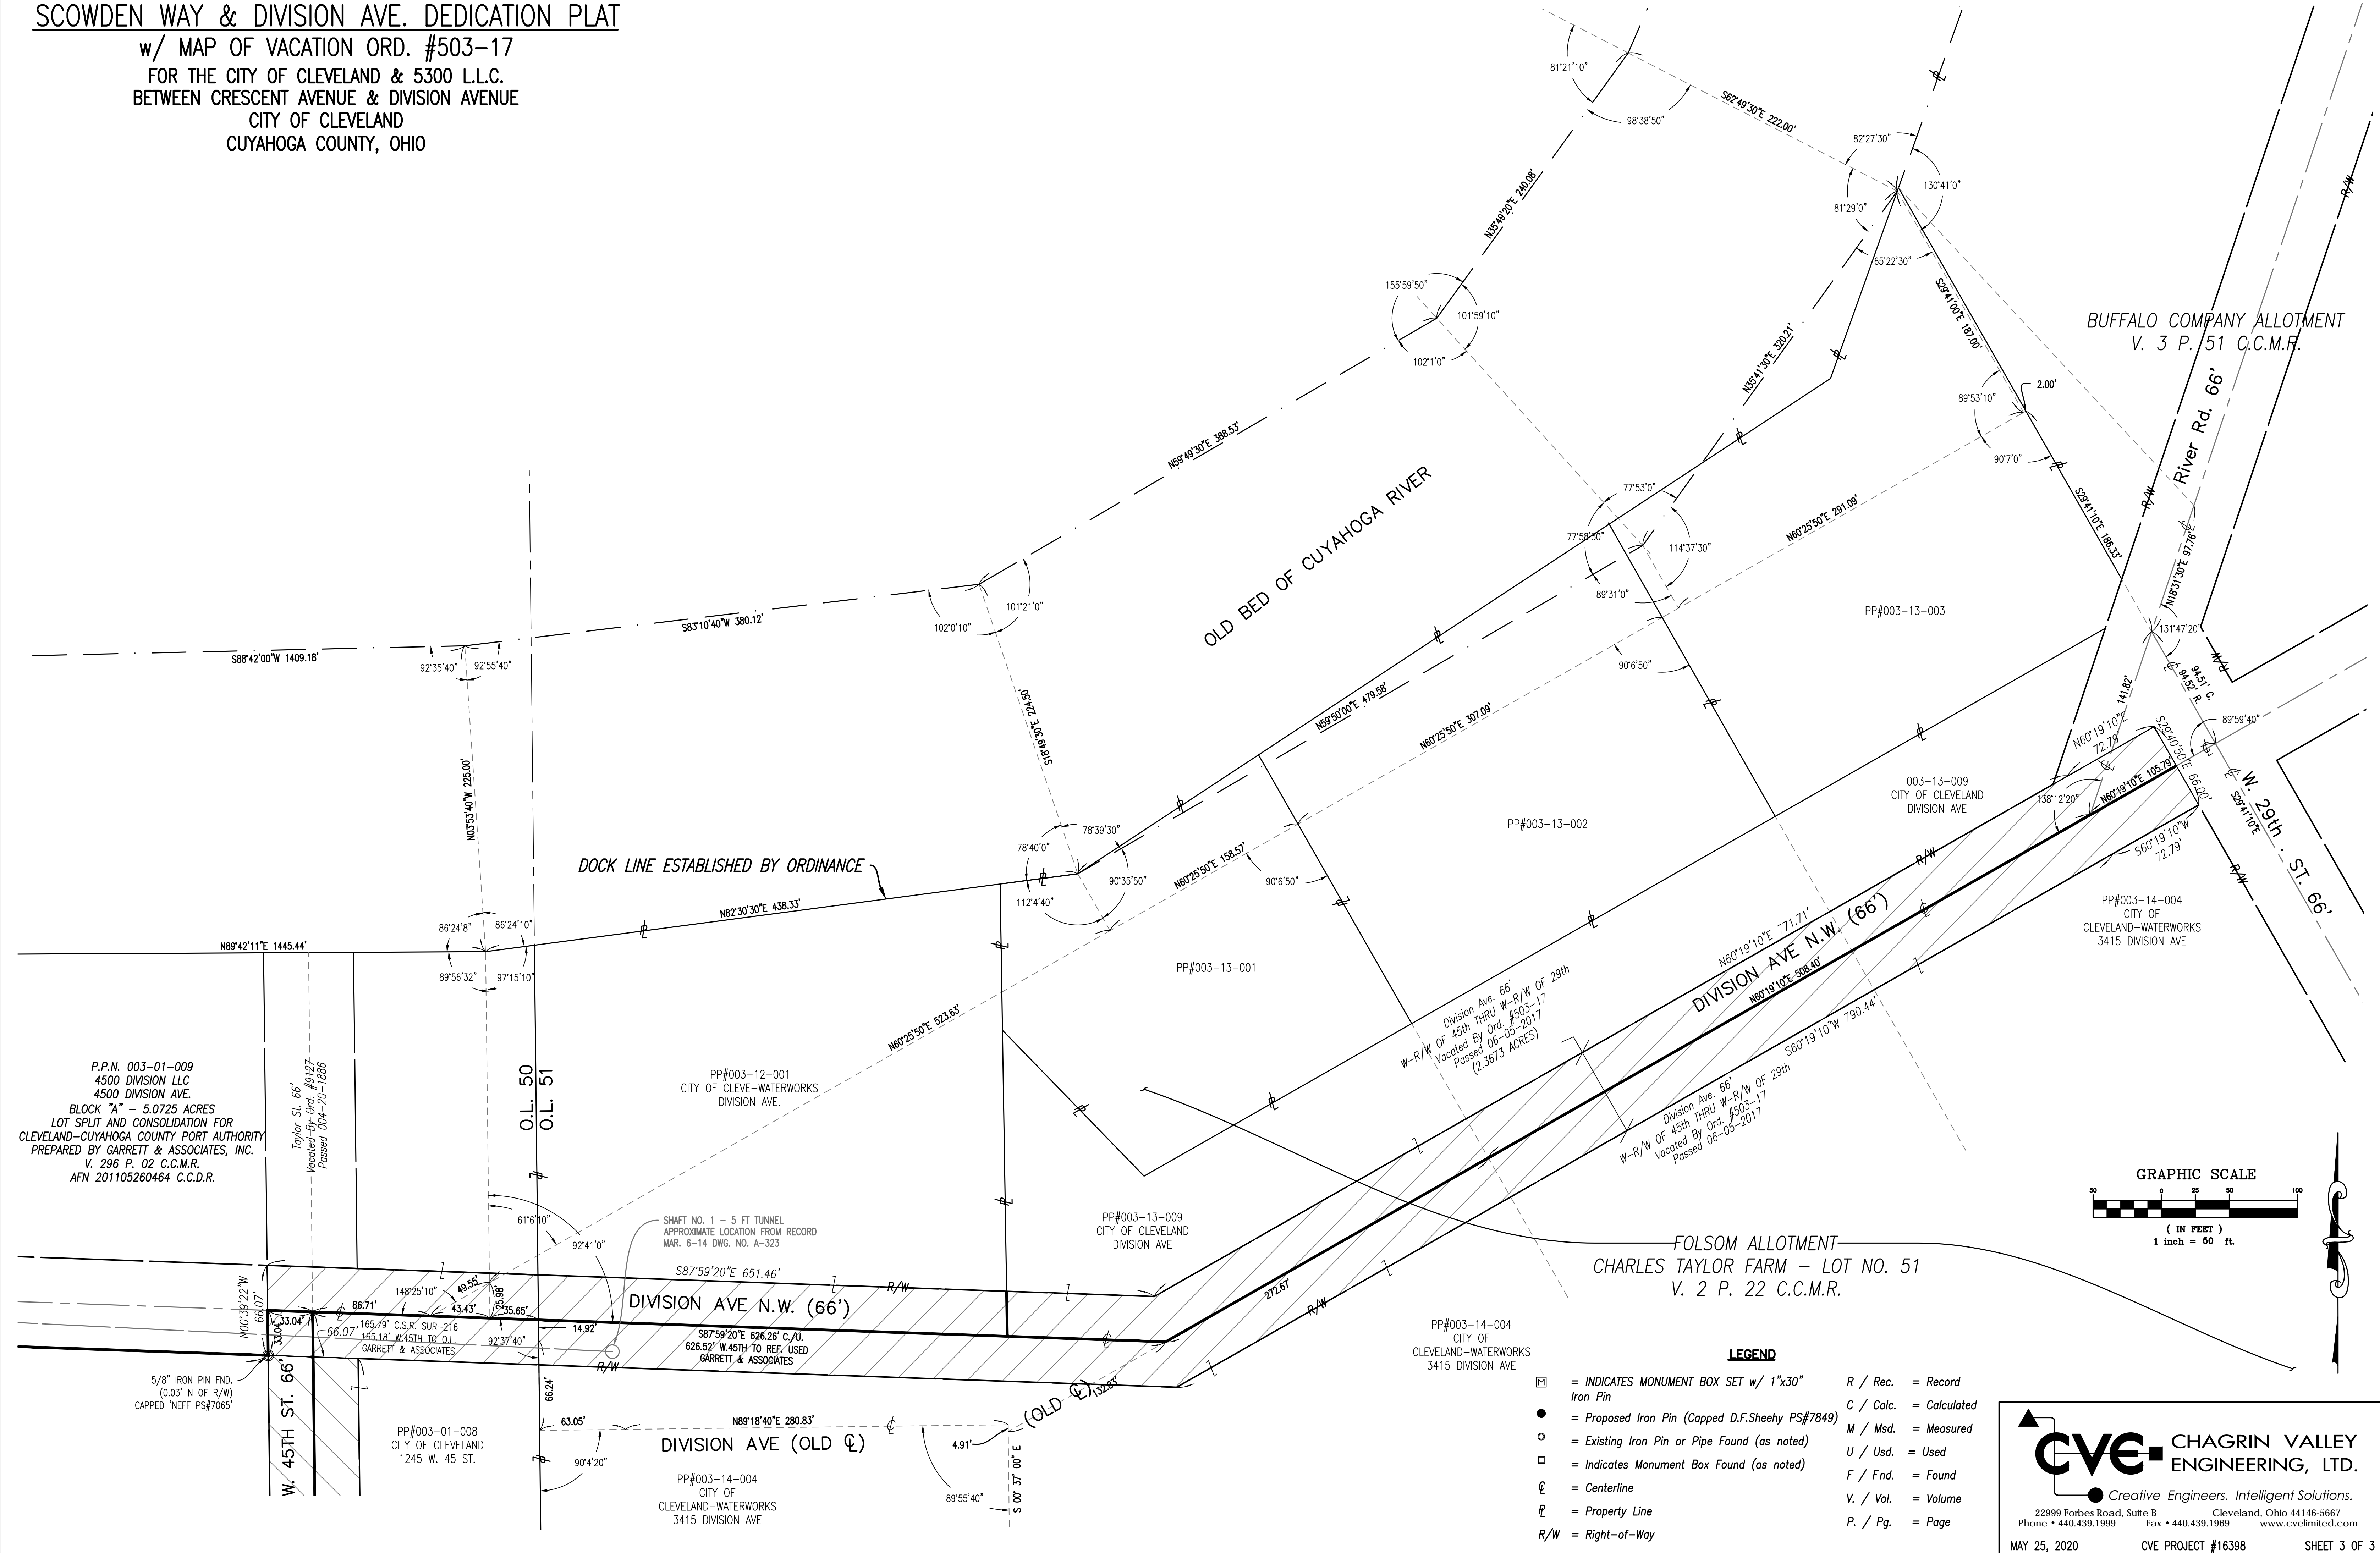 SCOWDEN WAY & DIVISION AVE. DEDICATION PLAT
w/ MAP OF VACATION ORD. #503-17
FOR THE CITY OF CLEVELAND & 5300 L.L.C.
BETWEEN CRESCENT AVENUE & DIVISION AVENUE
CITY OF CLEVELAND
CUYAHOGA COUNTY, OHIO
81°21'10"
98°38'50"
S62°49'30"E 222.00'
82°27'30"
130°41'0"
81°29'0"
65°22'30"
R/W
N35°49'20"E 240.08'
155°59'50"
101°59'10"
102°1'0"
N35°41'30"E 320.21'
S29°41'00"E 187.00'
BUFFALO COMPANY ALLOTMENT
V. 3 P. 51 C.C.M.R.
2.00'
89°53'10"
90°7'0"
River Rd. 66'
R/W
S29°41'10"E 186.33'
N18°31'30"E 97.76'
131°47'20"
R/W
94.51' C.
94.52' R.
89°59'40"
N59°49'30"E 388.53'
OLD BED OF CUYAHOGA RIVER
77°53'0"
77°58'30"
114°37'30"
89°31'0"
N60°25'50"E 291.09'
PP#003-13-003
90°6'50"
S88°42'00"W 1409.18'
S83°10'40"W 380.12'
92°35'40"
92°55'40"
102°0'10"
101°21'0"
N03°53'40"W 225.00'
S18°49'30"E 224.50'
N59°50'00"E 479.58'
N60°25'50"E 307.09'
141.82'
N60°19'10"E
72.79'
S29°40'50"E 66.00'
138°12'20"
N60°19'10"E 105.79'
S60°19'10"W
72.79'
W. 29th . ST. 66'
S29°41'10"E
R/W
003-13-009
CITY OF CLEVELAND
DIVISION AVE
PP#003-13-002
DOCK LINE ESTABLISHED BY ORDINANCE
78°39'30"
78°40'0"
90°35'50"
112°4'40"
N60°25'50"E 158.57'
90°6'50"
N82°30'30"E 438.33'
86°24'8"
86°24'10"
89°56'32"
97°15'10"
N89°42'11"E 1445.44'
PP#003-13-001
R/W
PP#003-14-004
CITY OF
CLEVELAND-WATERWORKS
3415 DIVISION AVE
N60°19'10"E 771.71'
DIVISION AVE N.W. (66')
N60°19'10"E 508.40'
S60°19'10"W 790.44'
Division Ave. 66'
W-R/W OF 45th THRU W-R/W OF 29th
Vacated By Ord. #503-17
Passed 06-05-2017
(2.3673 ACRES)
Division Ave. 66'
W-R/W OF 45th THRU W-R/W OF 29th
Vacated By Ord. #503-17
Passed 06-05-2017
N60°25'50"E 523.63'
P.P.N. 003-01-009
4500 DIVISION LLC
4500 DIVISION AVE.
BLOCK "A" - 5.0725 ACRES
LOT SPLIT AND CONSOLIDATION FOR
CLEVELAND-CUYAHOGA COUNTY PORT AUTHORITY
PREPARED BY GARRETT & ASSOCIATES, INC.
V. 296 P. 02 C.C.M.R.
AFN 201105260464 C.C.D.R.
Taylor St. 66'
Vacated By Ord. #9127
Passed 004-20-1886
O.L. 50
O.L. 51
PP#003-12-001
CITY OF CLEVE-WATERWORKS
DIVISION AVE.
61°6'10"
92°41'0"
SHAFT NO. 1 - 5 FT TUNNEL
APPROXIMATE LOCATION FROM RECORD
MAR. 6-14 DWG. NO. A-323
PP#003-13-009
CITY OF CLEVELAND
DIVISION AVE
GRAPHIC SCALE
50 0 25 50 100
( IN FEET )
1 inch = 50 ft.
FOLSOM ALLOTMENT
CHARLES TAYLOR FARM - LOT NO. 51
V. 2 P. 22 C.C.M.R.
S87°59'20"E 651.46'
R/W
N00°39'22"W
66.07'
148°25'10"
49.55'
86.71'
43.43'
25.98'
35.65'
14.92'
DIVISION AVE N.W. (66')
33.04'
33.04'
66.07'
165.79' C.S.R. SUR-216
165.18' W.45TH TO O.L.
GARRETT & ASSOCIATES
92°37'40"
S87°59'20"E 626.26' C./U.
626.52' W.45TH TO REF. USED
GARRETT & ASSOCIATES
R/W
272.67'
R/W
5/8" IRON PIN FND.
(0.03' N OF R/W)
CAPPED 'NEFF PS#7065'
W. 45TH ST. 66'
PP#003-01-008
CITY OF CLEVELAND
1245 W. 45 ST.
66.24'
63.05'
N89°18'40"E 280.83'
(OLD ℄)
132.83'
DIVISION AVE (OLD ℄)
4.91'
90°4'20"
89°55'40"
S 00° 37' 00" E
PP#003-14-004
CITY OF
CLEVELAND-WATERWORKS
3415 DIVISION AVE
PP#003-14-004
CITY OF
CLEVELAND-WATERWORKS
3415 DIVISION AVE
LEGEND
M = INDICATES MONUMENT BOX SET w/ 1"x30"
Iron Pin
= Proposed Iron Pin (Capped D.F.Sheehy PS#7849)
= Existing Iron Pin or Pipe Found (as noted)
= Indicates Monument Box Found (as noted)
℄ = Centerline
PL = Property Line
R/W = Right-of-Way
R / Rec. = Record
C / Calc. = Calculated
M / Msd. = Measured
U / Usd. = Used
F / Fnd. = Found
V. / Vol. = Volume
P. / Pg. = Page
CVE
CHAGRIN VALLEY
ENGINEERING, LTD.
Creative Engineers. Intelligent Solutions.
22999 Forbes Road, Suite B Cleveland, Ohio 44146-5667
Phone • 440.439.1999 Fax • 440.439.1969 www.cvelimited.com
MAY 25, 2020 CVE PROJECT #16398 SHEET 3 OF 3